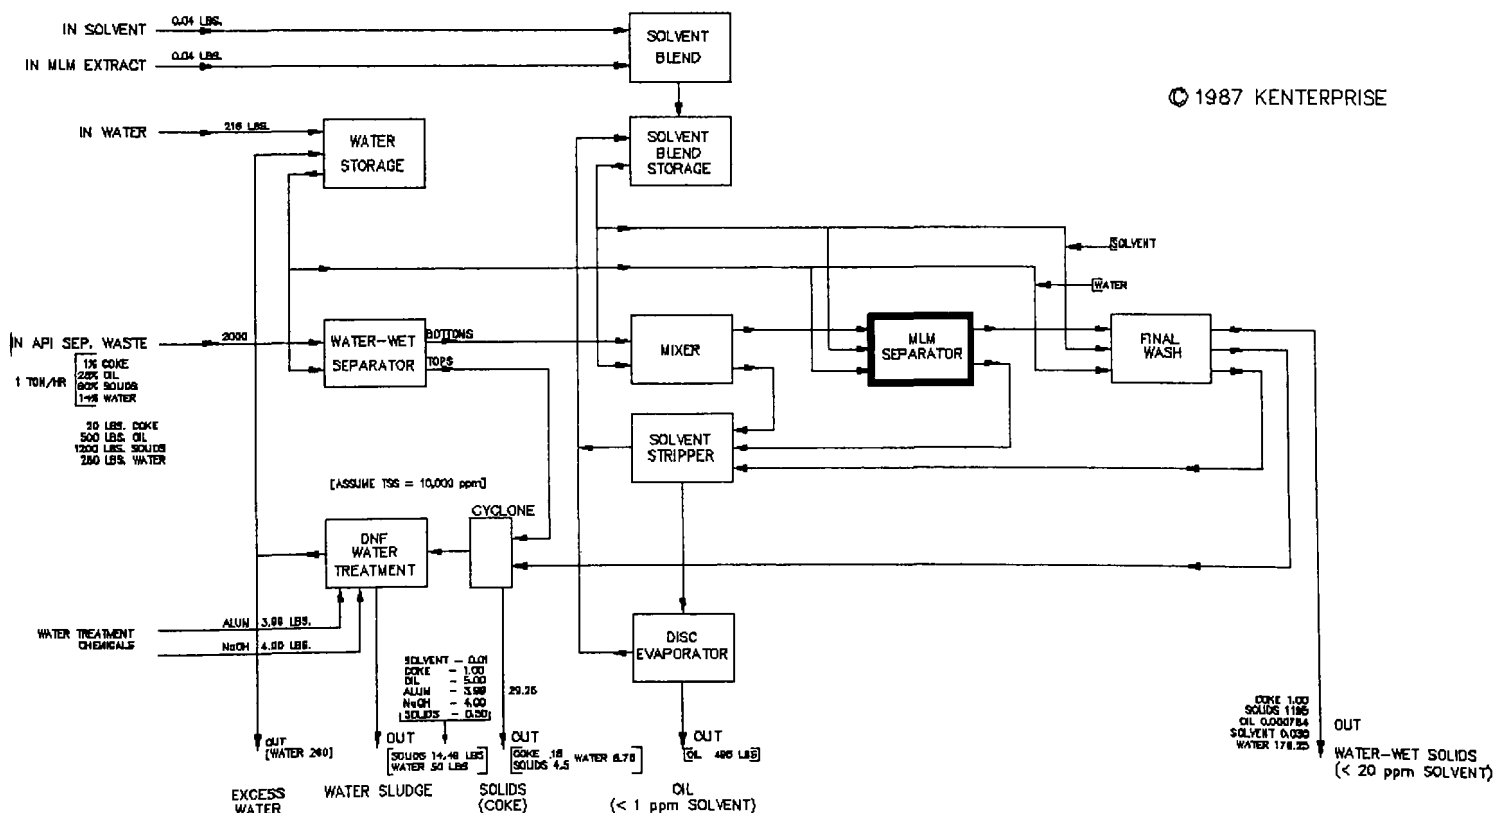 IN SOLVENT
0.04 LBS.
SOLVENT
BLEND
IN MLM EXTRACT
0.04 LBS.
© 1987 KENTERPRISE
IN WATER
216 LBS.
WATER
STORAGE
SOLVENT
BLEND
STORAGE
SOLVENT
WATER
IN API SEP. WASTE
2000
1 TON/HR
1% COKE
25% OIL
60% SOLIDS
14% WATER
20 LBS. COKE
500 LBS. OIL
1200 LBS. SOLIDS
280 LBS. WATER
WATER-WET
SEPARATOR
BOTTONS
TOPS
MIXER
MLM
SEPARATOR
FINAL
WASH
SOLVENT
STRIPPER
[ASSUME TSS = 10,000 ppm]
CYCLONE
DNF
WATER
TREATMENT
WATER TREATMENT
CHEMICALS
ALUM 3.99 LBS.
NaOH 4.00 LBS.
DISC
EVAPORATOR
SOLVENT - 0.01
COKE - 1.00
OIL - 5.00
ALUM - 3.99
NaOH - 4.00
SOLIDS - 0.50
29.25
OUT
[WATER 260]
EXCESS
WATER
OUT
SOLIDS 14.49 LBS
WATER 50 LBS
WATER SLUDGE
OUT
COKE .18
SOLIDS 4.5
WATER 6.75
SOLIDS
(COKE)
OUT
[OIL 495 LBS]
OIL
(< 1 ppm SOLVENT)
COKE 1.00
SOLIDS 1195
OIL 0.000784
SOLVENT 0.030
WATER 179.25
OUT
WATER-WET SOLIDS
(< 20 ppm SOLVENT)